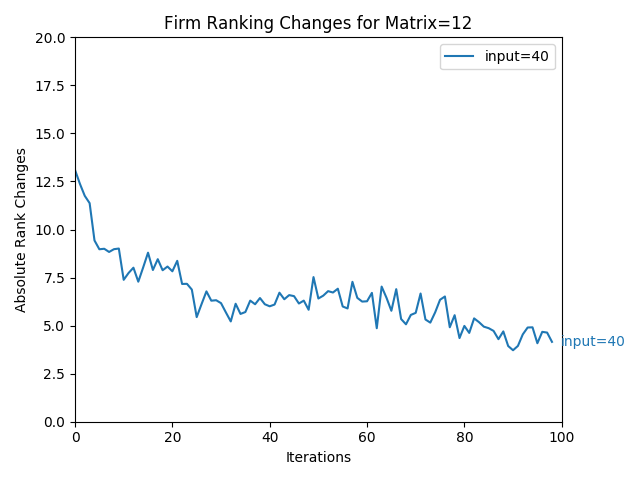 Firm Ranking Changes for Matrix=12
input=40
20.0
17.5
15.0
12.5
10.0
7.5
5.0
2.5
0.0
Absolute Rank Changes
input=40
0 20 40 60 80 100
Iterations